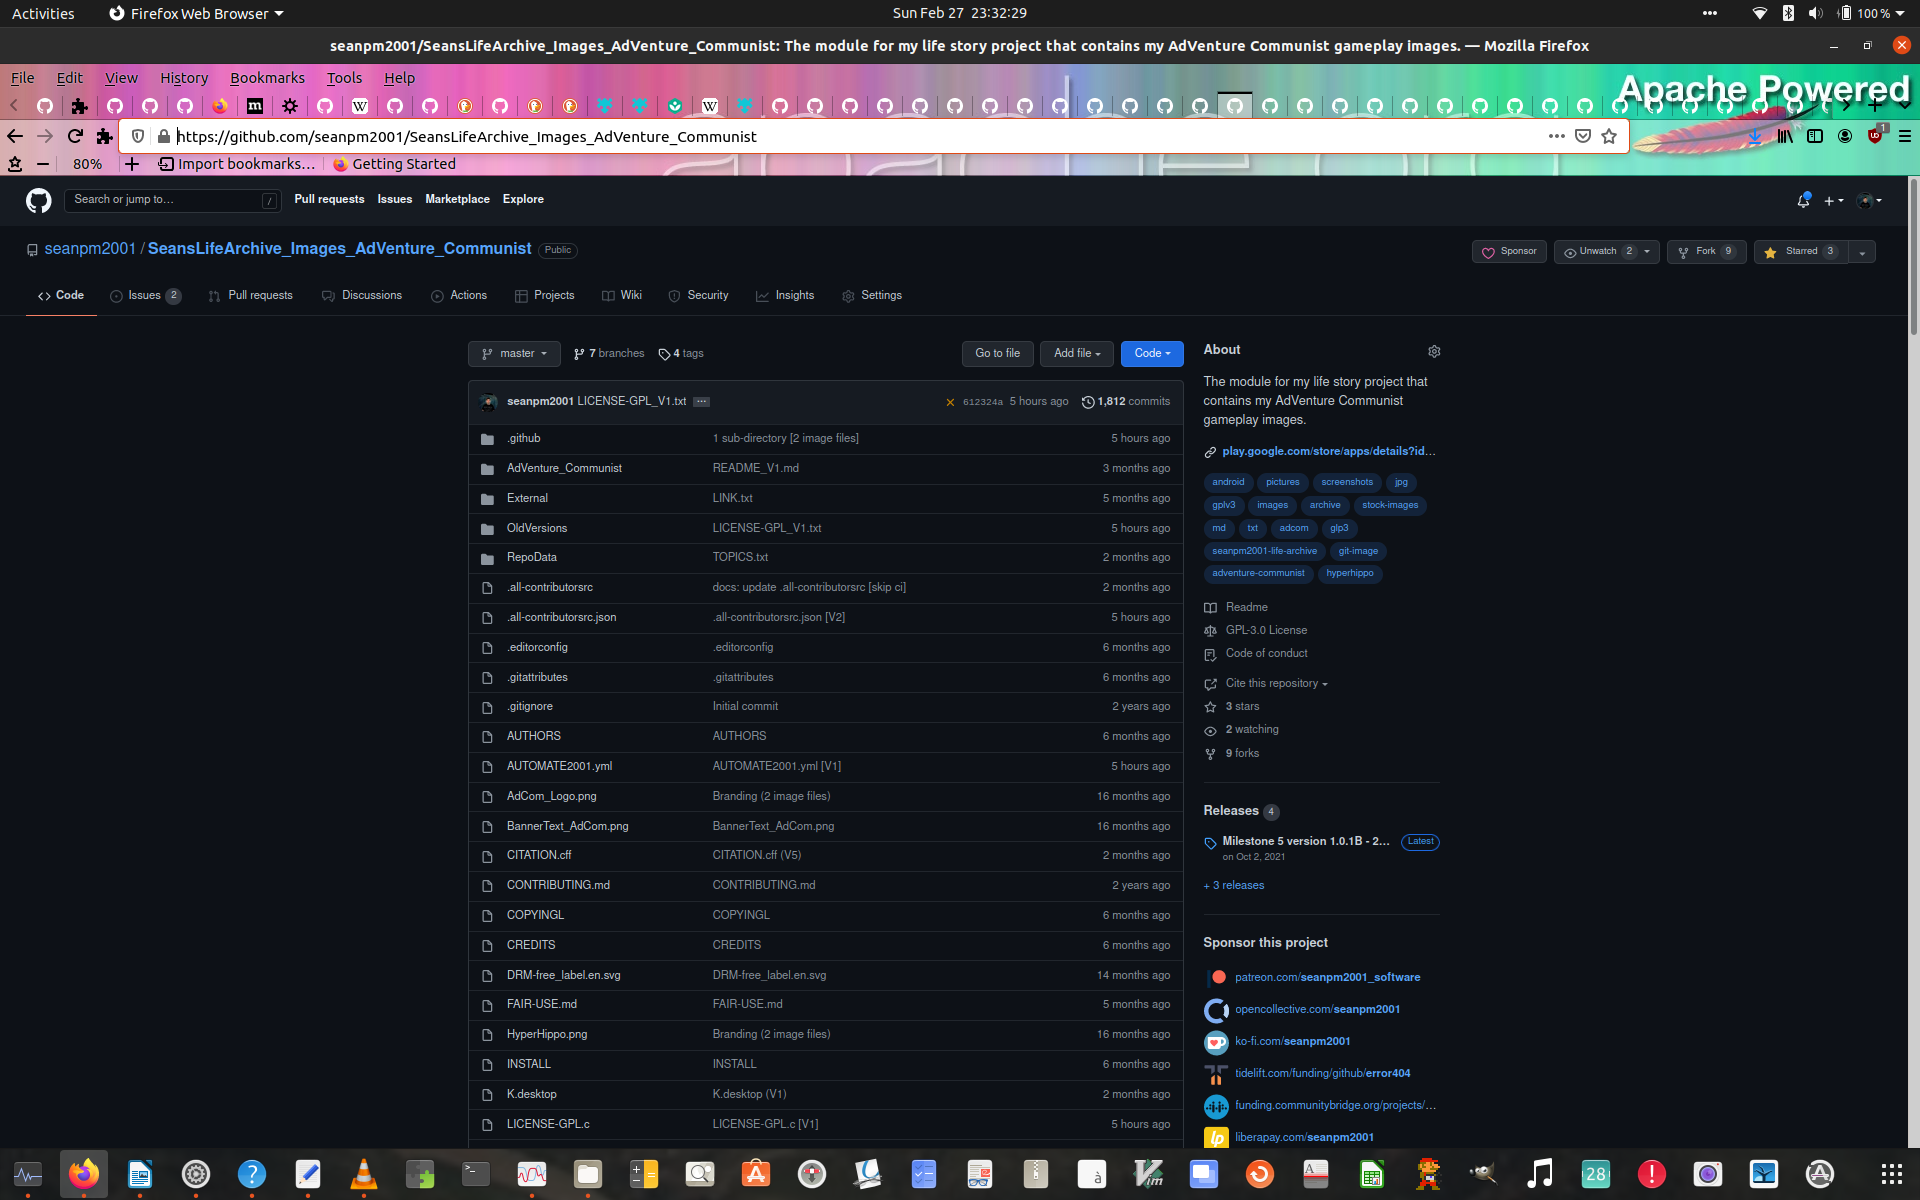 Activities
Firefox Web Browser
Sun Feb 27 23:32:29
100 %
seanpm2001/SeansLifeArchive_Images_AdVenture_Communist: The module for my life story project that contains my AdVenture Communist gameplay images. — Mozilla Firefox
File Edit View History Bookmarks Tools Help
Apache Powered
https://github.com/seanpm2001/SeansLifeArchive_Images_AdVenture_Communist
1
80%
Import bookmarks...
Getting Started
Search or jump to...
/
Pull requests Issues Marketplace Explore
seanpm2001 / SeansLifeArchive_Images_AdVenture_Communist Public
Sponsor
Unwatch 2
Fork 9
Starred 3
Code
Issues 2
Pull requests
Discussions
Actions
Projects
Wiki
Security
Insights
Settings
master
7 branches
4 tags
Go to file
Add file
Code
seanpm2001 LICENSE-GPL_V1.txt ... 612324a 5 hours ago 1,812 commits
.github 1 sub-directory [2 image files] 5 hours ago
AdVenture_Communist README_V1.md 3 months ago
External LINK.txt 5 months ago
OldVersions LICENSE-GPL_V1.txt 5 hours ago
RepoData TOPICS.txt 2 months ago
.all-contributorsrc docs: update .all-contributorsrc [skip ci] 2 months ago
.all-contributorsrc.json .all-contributorsrc.json [V2] 5 hours ago
.editorconfig .editorconfig 6 months ago
.gitattributes .gitattributes 6 months ago
.gitignore Initial commit 2 years ago
AUTHORS AUTHORS 6 months ago
AUTOMATE2001.yml AUTOMATE2001.yml [V1] 5 hours ago
AdCom_Logo.png Branding (2 image files) 16 months ago
BannerText_AdCom.png BannerText_AdCom.png 16 months ago
CITATION.cff CITATION.cff (V5) 2 months ago
CONTRIBUTING.md CONTRIBUTING.md 2 years ago
COPYINGL COPYINGL 6 months ago
CREDITS CREDITS 6 months ago
DRM-free_label.en.svg DRM-free_label.en.svg 14 months ago
FAIR-USE.md FAIR-USE.md 5 months ago
HyperHippo.png Branding (2 image files) 16 months ago
INSTALL INSTALL 6 months ago
K.desktop K.desktop (V1) 2 months ago
LICENSE-GPL.c LICENSE-GPL.c [V1] 5 hours ago
About
The module for my life story project that
contains my AdVenture Communist
gameplay images.
play.google.com/store/apps/details?id...
android pictures screenshots jpg
gplv3 images archive stock-images
md txt adcom glp3
seanpm2001-life-archive git-image
adventure-communist hyperhippo
Readme
GPL-3.0 License
Code of conduct
Cite this repository
3 stars
2 watching
9 forks
Releases 4
Milestone 5 version 1.0.1B - 2... Latest
on Oct 2, 2021
+ 3 releases
Sponsor this project
patreon.com/seanpm2001_software
opencollective.com/seanpm2001
ko-fi.com/seanpm2001
tidelift.com/funding/github/error404
funding.communitybridge.org/projects/...
liberapay.com/seanpm2001
28